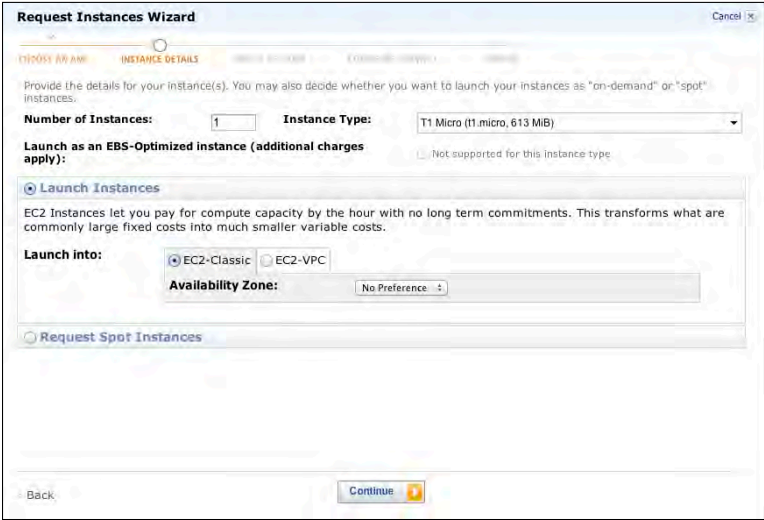 Request Instances Wizard
Cancel
CHOOSE AN AMI
INSTANCE DETAILS
Provide the details for your instance(s). You may also decide whether you want to launch your instances as "on-demand" or "spot"
instances.
Number of Instances: 1 Instance Type: T1 Micro (t1.micro, 613 MiB)
Launch as an EBS-Optimized instance (additional charges
apply):
Not supported for this instance type
Launch Instances
EC2 Instances let you pay for compute capacity by the hour with no long term commitments. This transforms what are
commonly large fixed costs into much smaller variable costs.
Launch into: EC2-Classic EC2-VPC
Availability Zone: No Preference
Request Spot Instances
Back
Continue